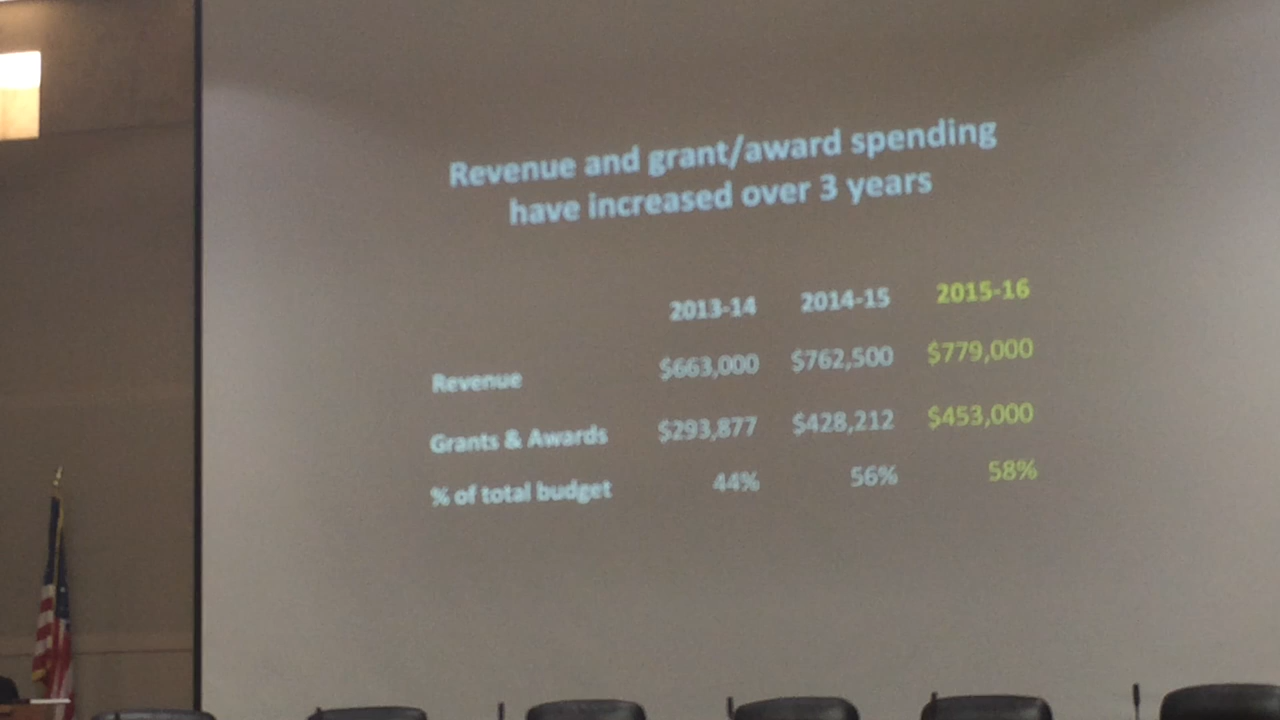 Revenue and grant/award spending
have increased over 3 years
2013-14 2014-15 2015-16
Revenue $663,000 $762,500 $779,000
Grants & Awards $293,877 $428,212 $453,000
% of total budget 44% 56% 58%